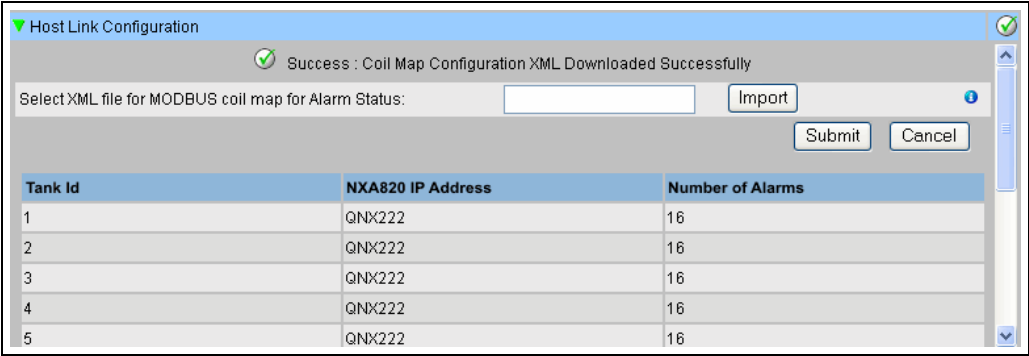 Host Link Configuration
Success : Coil Map Configuration XML Downloaded Successfully
Select XML file for MODBUS coil map for Alarm Status: Import
Submit Cancel
Tank Id NXA820 IP Address Number of Alarms
1 QNX222 16
2 QNX222 16
3 QNX222 16
4 QNX222 16
5 QNX222 16